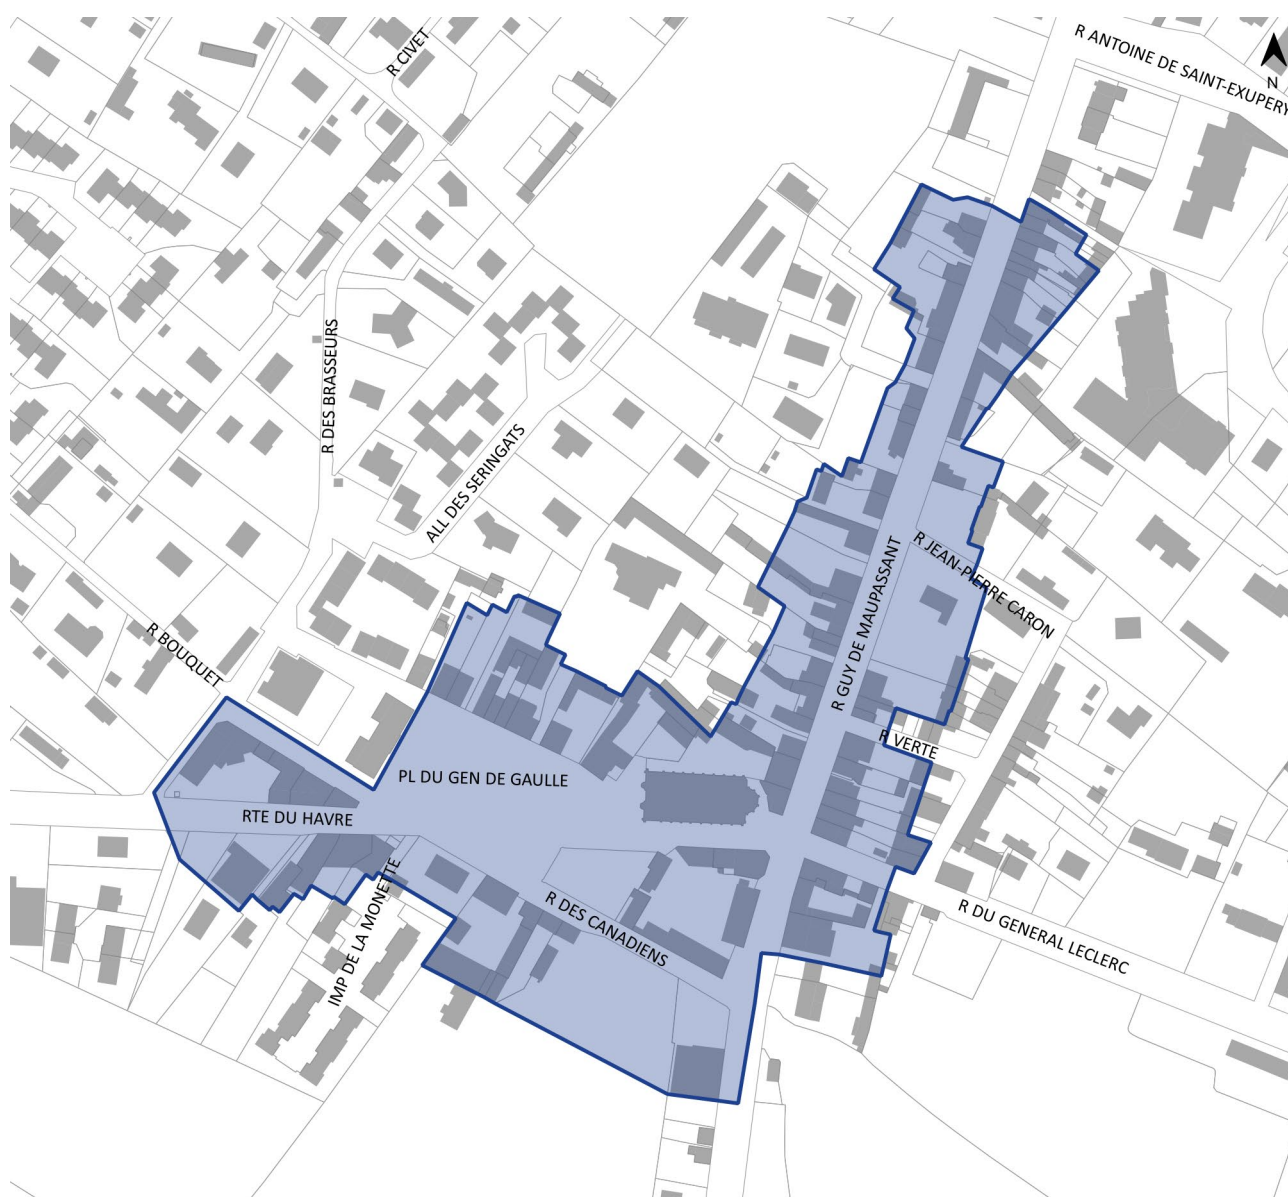 R ANTOINE DE SAINT-EXUPERY
R CIVET
N
R DES BRASSEURS
ALL DES SERINGATS
R JEAN-PIERRE CARON
R GUY DE MAUPASSANT
R BOUQUET
R VERTE
PL DU GEN DE GAULLE
RTE DU HAVRE
IMP DE LA MONETTE
R DES CANADIENS
R DU GENERAL LECLERC